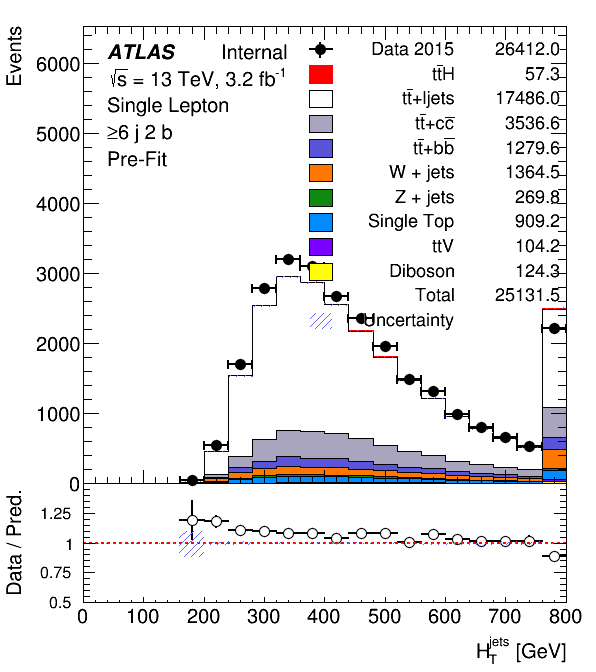 Events
ATLAS Internal
√s = 13 TeV, 3.2 fb⁻¹
Single Lepton
≥6 j 2 b
Pre-Fit
Data 2015 26412.0
tt̄H 57.3
tt̄+ljets 17486.0
tt̄+cc̄ 3536.6
tt̄+bb̄ 1279.6
W + jets 1364.5
Z + jets 269.8
Single Top 909.2
ttV 104.2
Diboson 124.3
Total 25131.5
Uncertainty
6000
5000
4000
3000
2000
1000
0
Data / Pred.
1.25
1
0.75
0.5
0 100 200 300 400 500 600 700 800
H_T^jets [GeV]